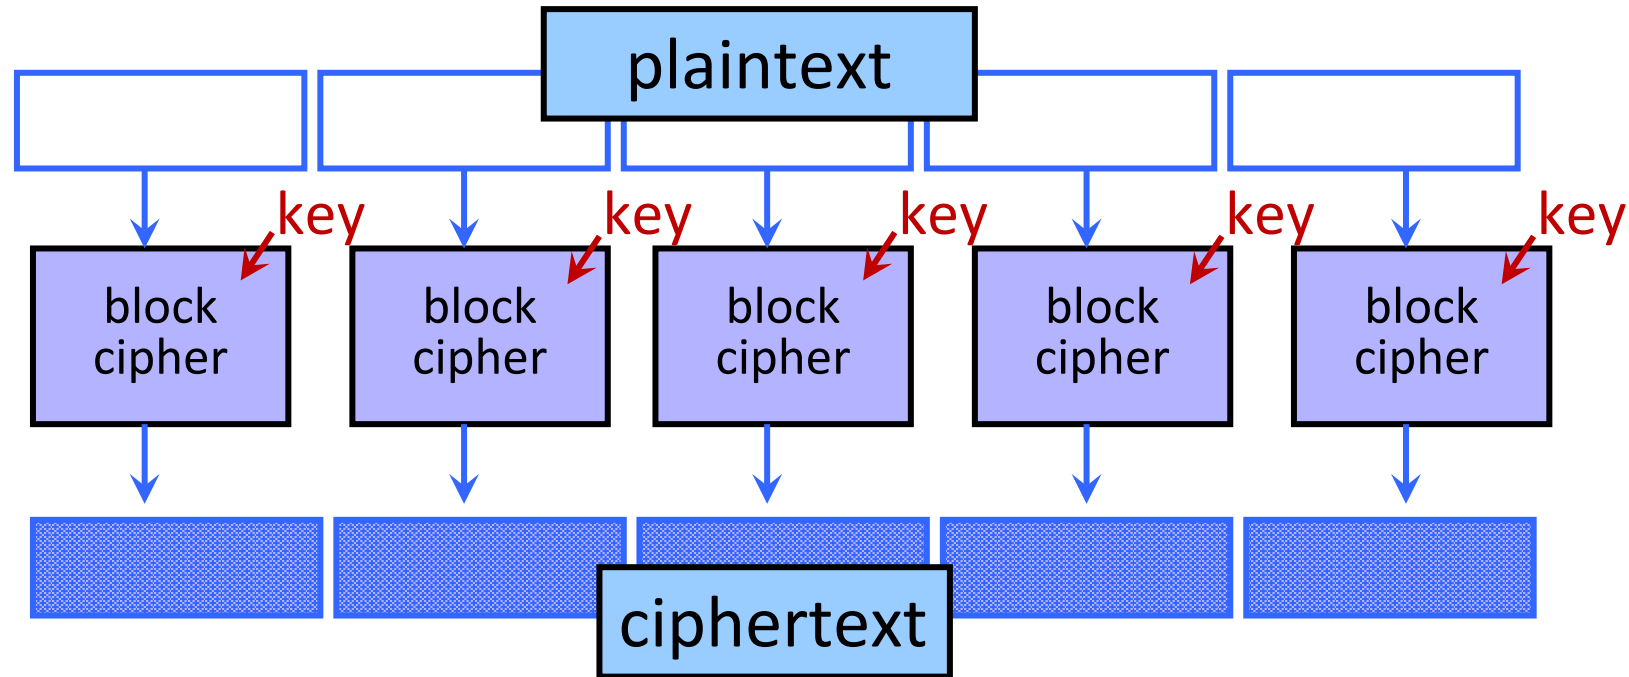 plaintext
key
key
key
key
key
block
cipher
block
cipher
block
cipher
block
cipher
block
cipher
ciphertext